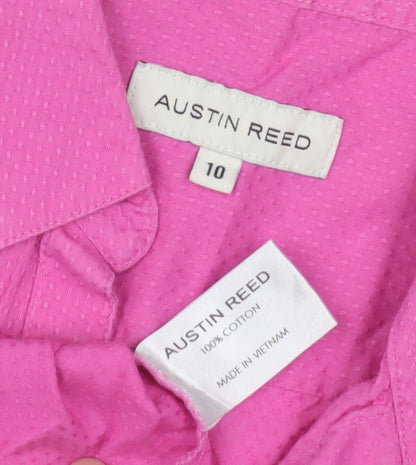 AUSTIN REED
10
AUSTIN REED
100% COTTON
MADE IN VIETNAM